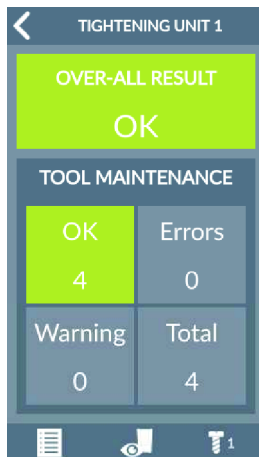 TIGHTENING UNIT 1
OVER-ALL RESULT
OK
TOOL MAINTENANCE
OK
4
Errors
0
Warning
0
Total
4
1